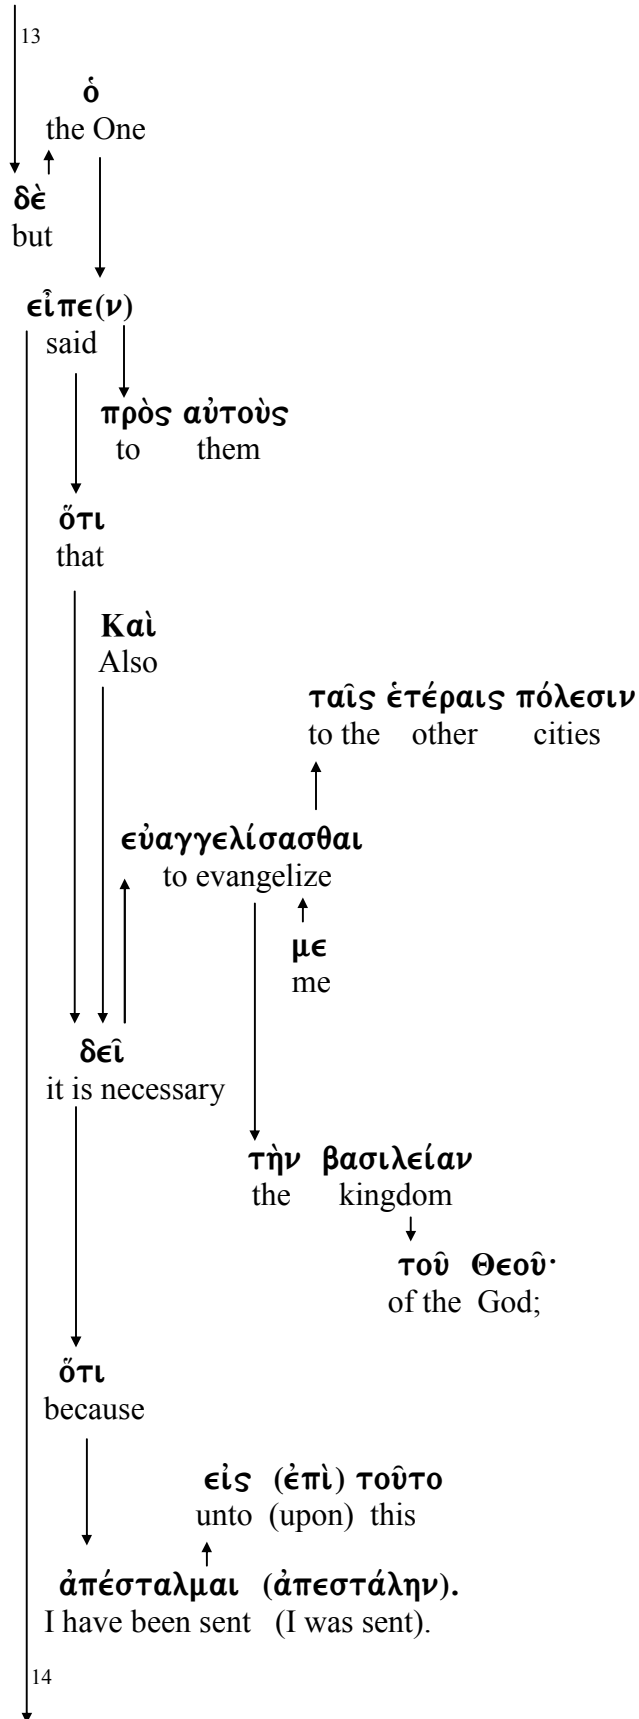 13
ὁ
the One
δὲ
but
εἶπε(ν)
said
πρὸς αὐτοὺς
to them
ὅτι
that
Καὶ
Also
ταῖς ἑτέραις πόλεσιν
to the other cities
εὐαγγελίσασθαι
to evangelize
με
me
δεῖ
it is necessary
τὴν βασιλείαν
the kingdom
τοῦ Θεοῦ·
of the God;
ὅτι
because
εἰς (ἐπὶ) τοῦτο
unto (upon) this
ἀπέσταλμαι (ἀπεστάλην).
I have been sent (I was sent).
14